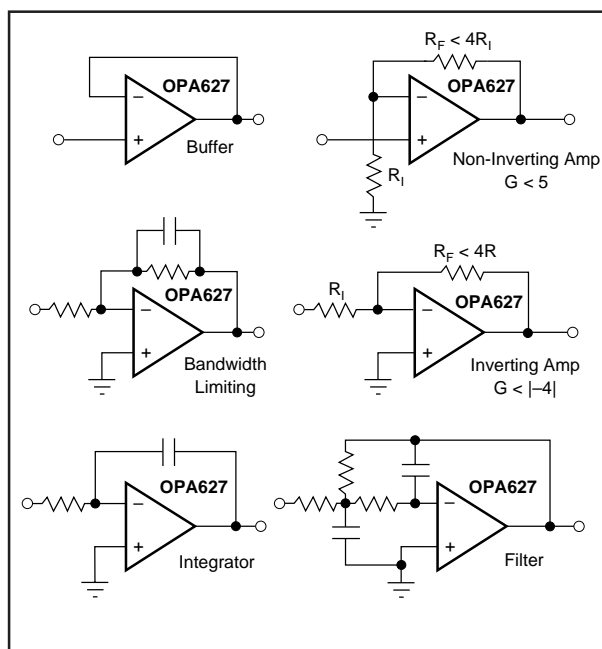 R_F < 4R_I
OPA627
−
+
Buffer
OPA627
−
+
R_I
Non-Inverting Amp
G < 5
OPA627
−
+
Bandwidth
Limiting
R_F < 4R
R_I
OPA627
−
+
Inverting Amp
G < |−4|
OPA627
−
+
Integrator
OPA627
−
+
Filter